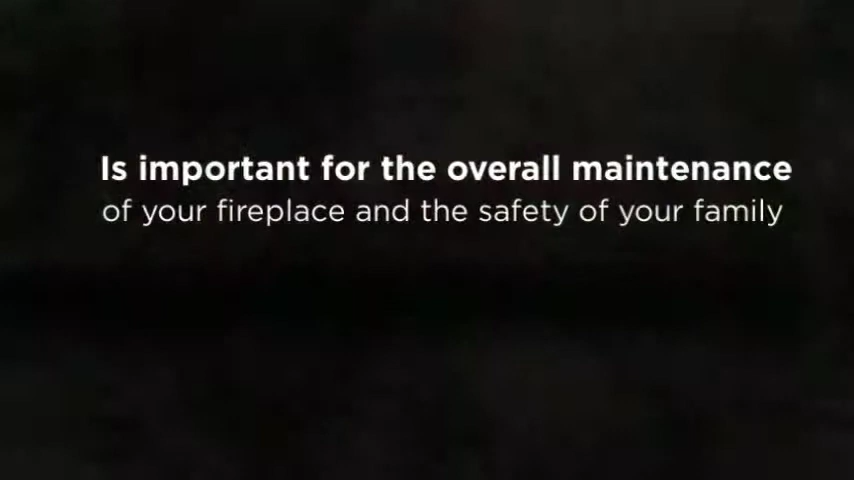 Is important for the overall maintenance
of your fireplace and the safety of your family